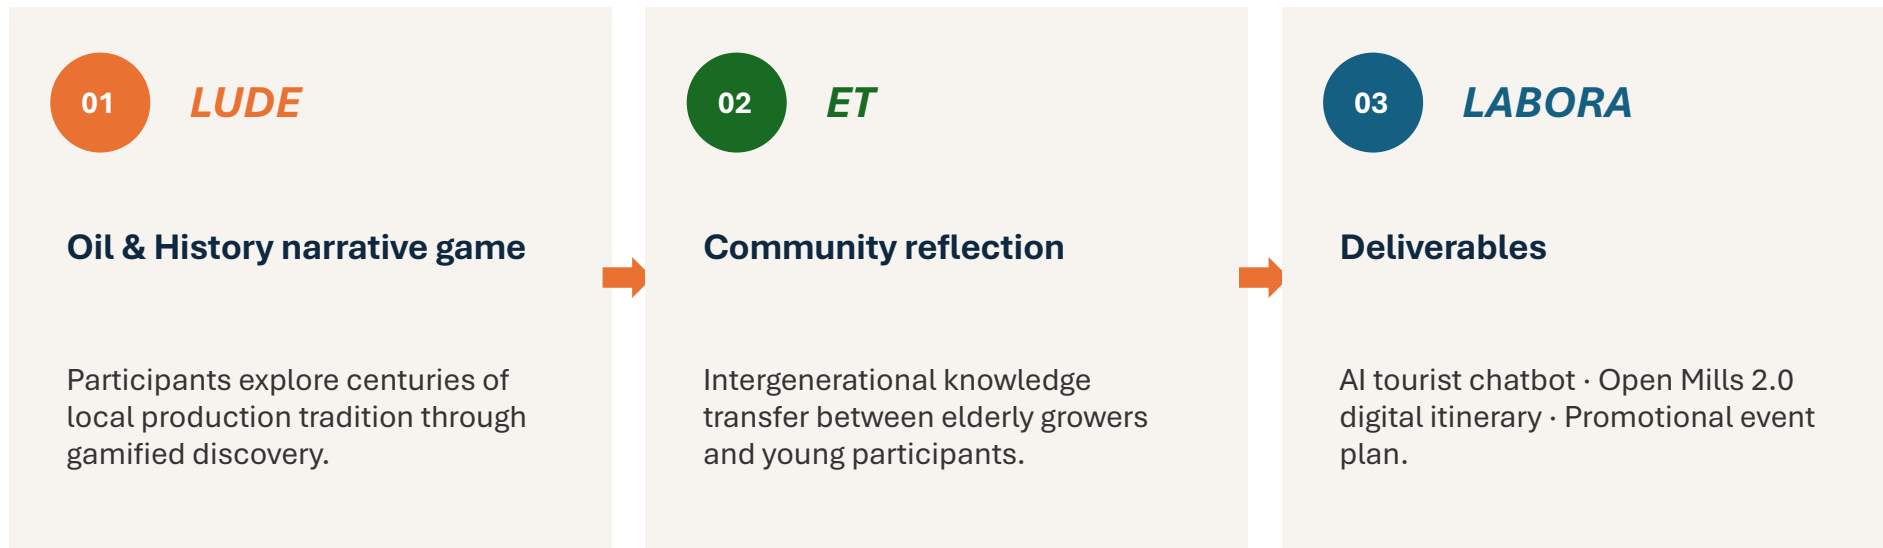 01
LUDE
Oil & History narrative game
Participants explore centuries of
local production tradition through
gamified discovery.
02
ET
Community reflection
Intergenerational knowledge
transfer between elderly growers
and young participants.
03
LABORA
Deliverables
AI tourist chatbot · Open Mills 2.0
digital itinerary · Promotional event
plan.